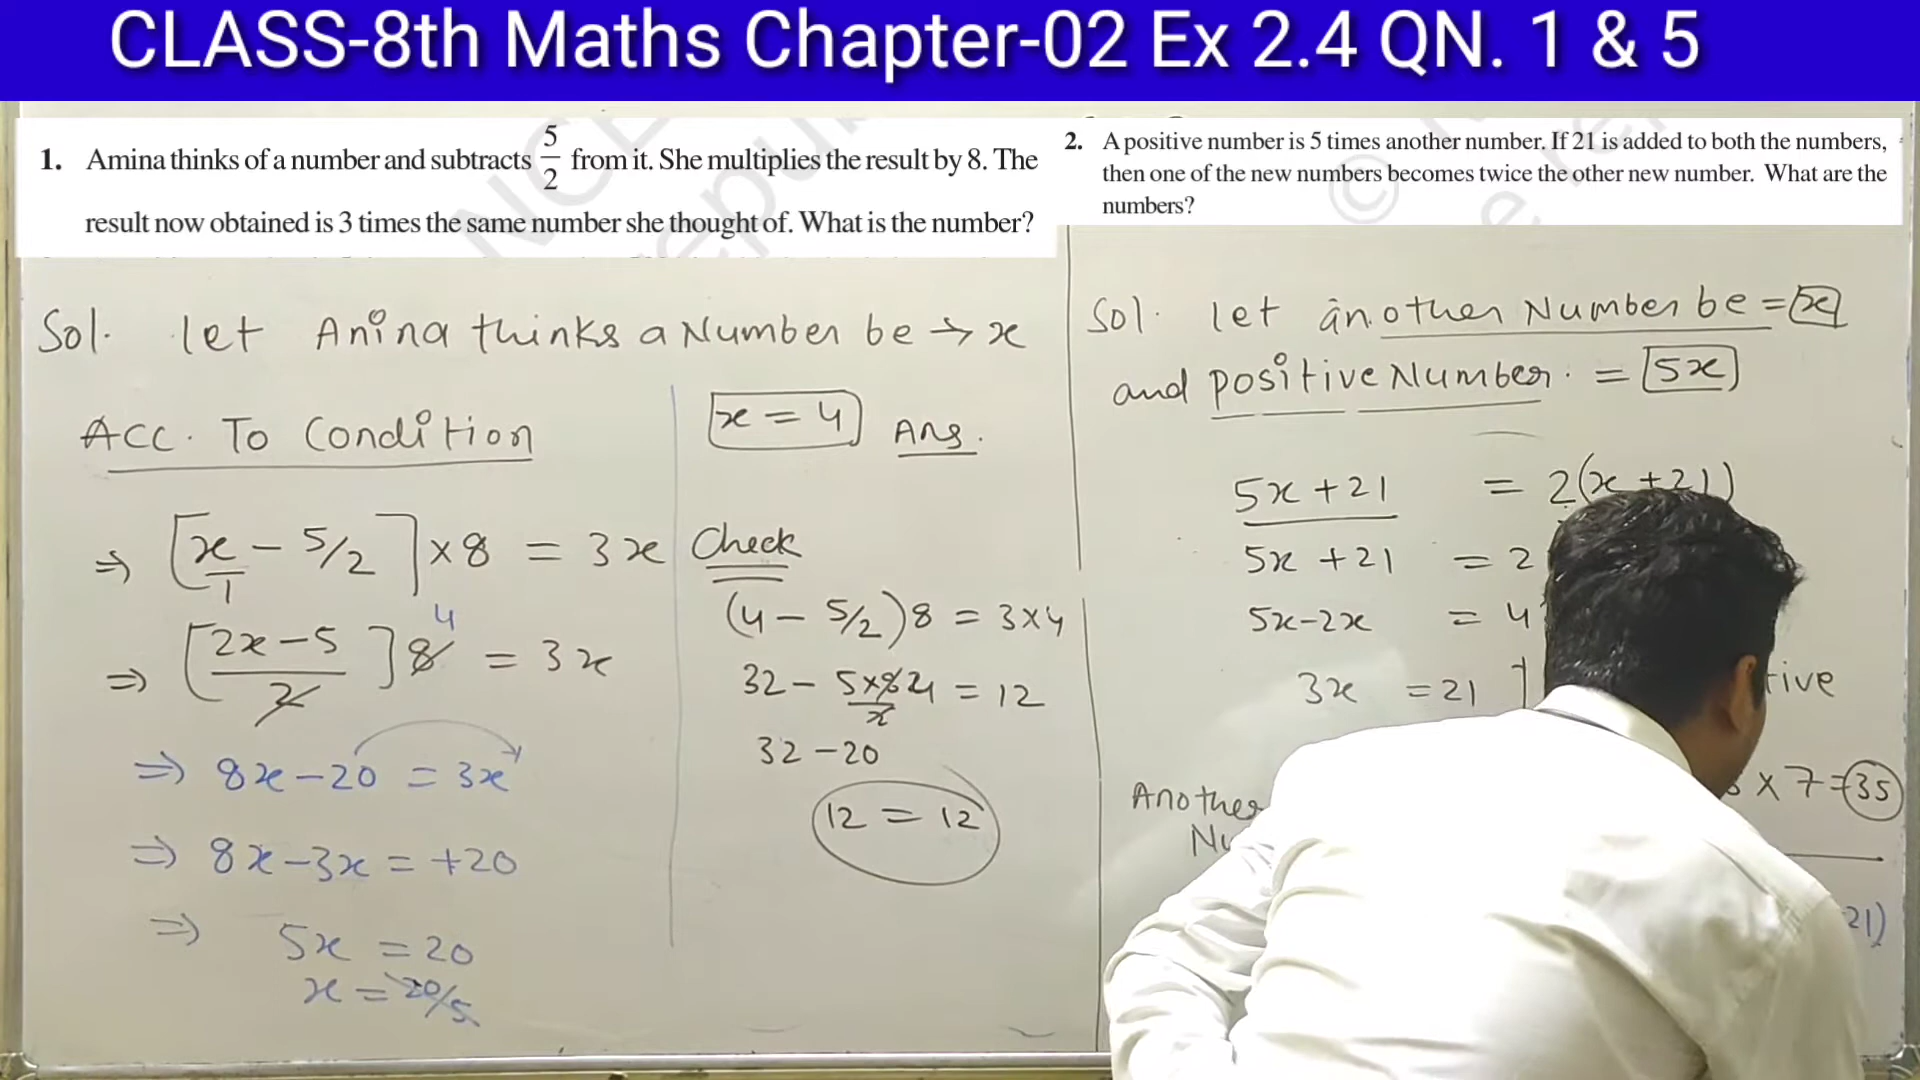 CLASS-8th Maths Chapter-02 Ex 2.4 QN. 1 & 5
1. Amina thinks of a number and subtracts 5/2 from it. She multiplies the result by 8. The
result now obtained is 3 times the same number she thought of. What is the number?
2. A positive number is 5 times another number. If 21 is added to both the numbers,
then one of the new numbers becomes twice the other new number. What are the
numbers?
Sol. let Anina thinks a Number be → x
Acc. To Condition
⇒ [x/1 - 5/2] × 8 = 3x
⇒ [2x-5/2] 8 4 = 3x
⇒ 8x-20 = 3x
⇒ 8x-3x = +20
⇒ 5x = 20
x = 20/5
x = 4 Ans.
Check
(4 - 5/2) 8 = 3×4
32 - 5×8 4/2 = 12
32-20
12 = 12
Sol. let another Number be = x
and positive Number. = 5x
5x+21 = 2(x+21)
5x +21 = 2
5x-2x = 4
3x = 21
Another
× 7 = 35
21)